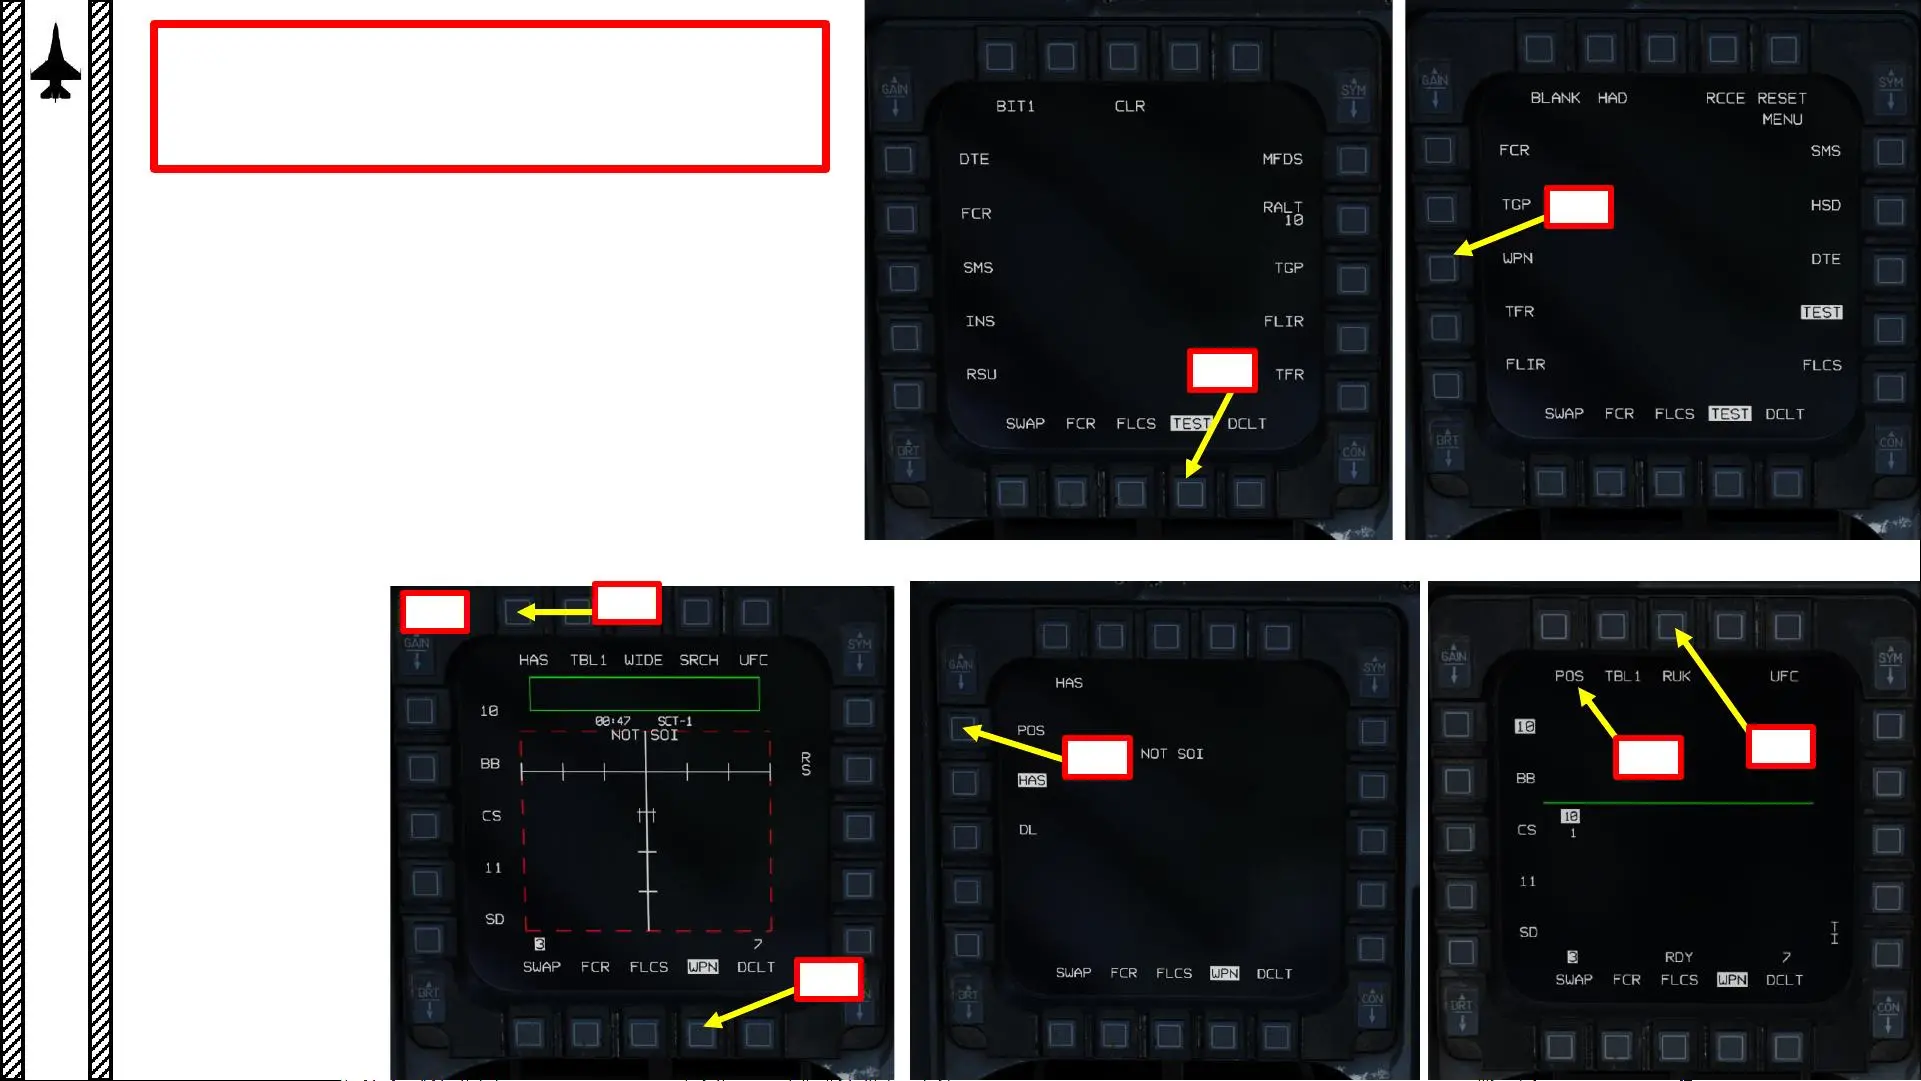 GAIN
SYM
BIT1 CLR
DTE MFDS
FCR RALT
10
SMS TGP
INS FLIR
RSU TFR
SWAP FCR FLCS TEST DCLT
BRT
CON
GAIN
SYM
BLANK HAD RCCE RESET
MENU
FCR SMS
TGP HSD
WPN DTE
TFR TEST
FLIR FLCS
SWAP FCR FLCS TEST DCLT
BRT
CON
GAIN
SYM
HAS TBL1 WIDE SRCH UFC
10
00:47 SCT-1
NOT SOI
BB RS
CS
11
SD
3 7
SWAP FCR FLCS WPN DCLT
BRT
GAIN
SYM
HAS
POS
NOT SOI
HAS
DL
SWAP FCR FLCS WPN DCLT
BRT
CON
GAIN
SYM
POS TBL1 RUK UFC
10
BB
10
CS 1
11
SD TI
3 RDY 7
SWAP FCR FLCS WPN DCLT
BRT
CON